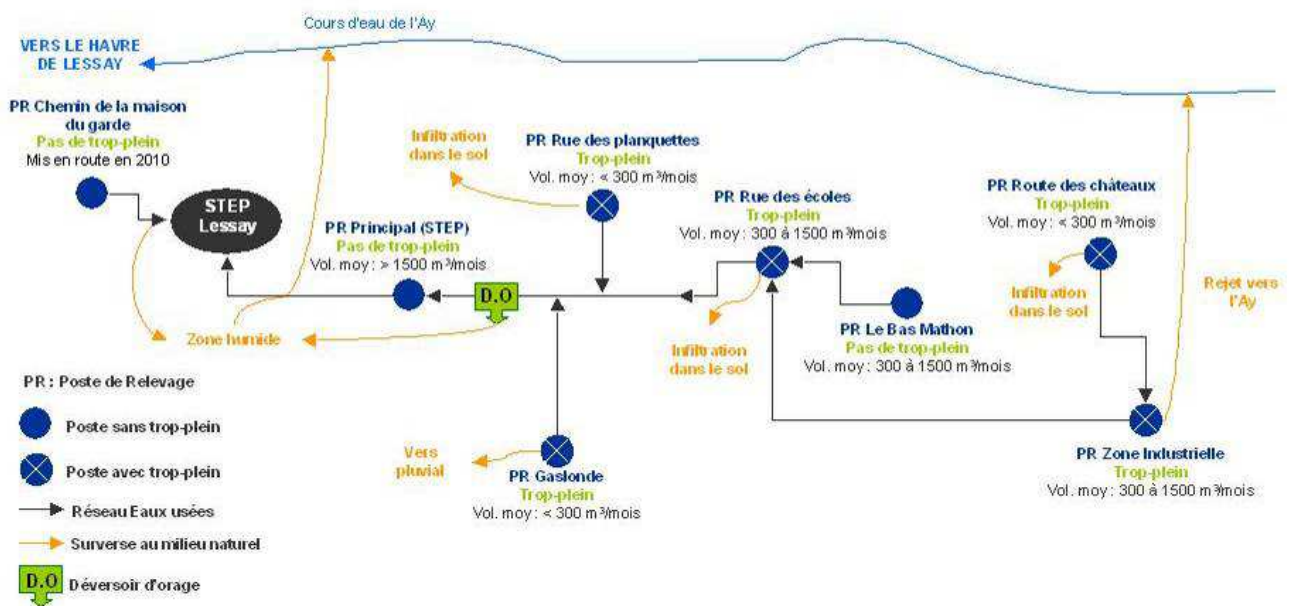 Cours d'eau de l'Ay
VERS LE HAVRE
DE LESSAY
PR Chemin de la maison
du garde
Pas de trop-plein
Mis en route en 2010
STEP
Lessay
PR Principal (STEP)
Pas de trop-plein
Vol. moy : > 1500 m³/mois
Infiltration
dans le sol
PR Rue des planquettes
Trop-plein
Vol. moy : < 300 m³/mois
PR Rue des écoles
Trop-plein
Vol. moy : 300 à 1500 m³/mois
PR Route des châteaux
Trop-plein
Vol. moy : < 300 m³/mois
Infiltration
dans le sol
Rejet vers
l'Ay
D.O
Zone humide
Infiltration
dans le sol
PR Le Bas Mathon
Pas de trop-plein
Vol. moy : 300 à 1500 m³/mois
Vers
pluvial
PR Gaslonde
Trop-plein
Vol. moy : < 300 m³/mois
PR Zone Industrielle
Trop-plein
Vol. moy : 300 à 1500 m³/mois
PR : Poste de Relevage
Poste sans trop-plein
Poste avec trop-plein
Réseau Eaux usées
Surverse au milieu naturel
D.O Déversoir d'orage